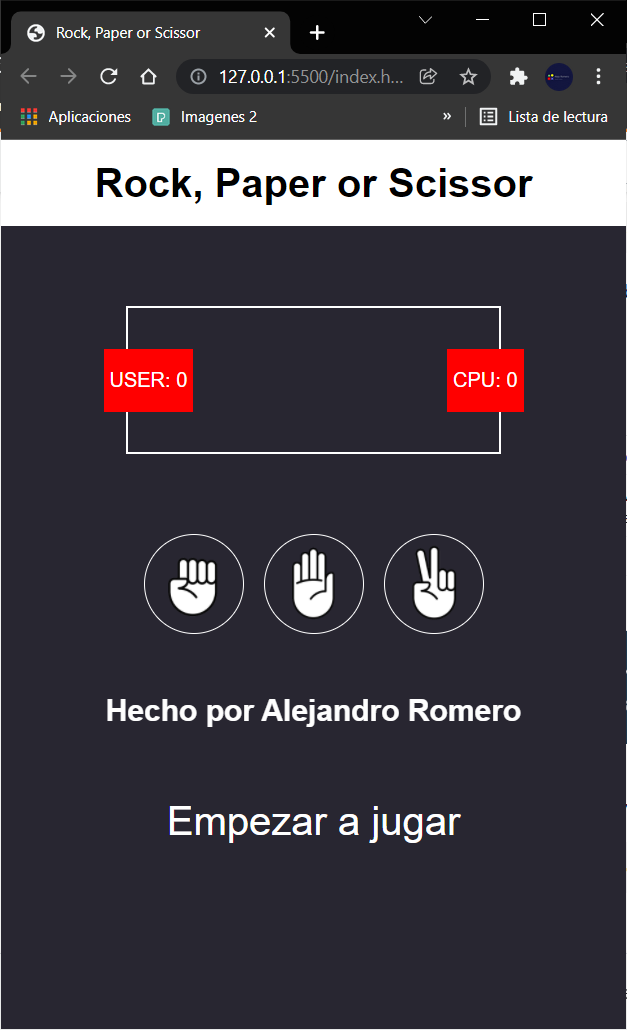 Rock, Paper or Scissor
127.0.0.1:5500/index.h...
Aplicaciones Imagenes 2 » Lista de lectura
Rock, Paper or Scissor
USER: 0 CPU: 0
Hecho por Alejandro Romero
Empezar a jugar